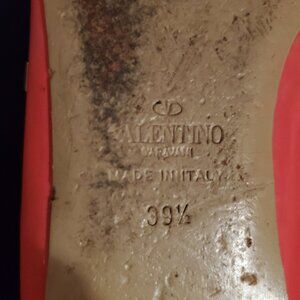 VALENTINO
GARAVANI
MADE IN ITALY
39½